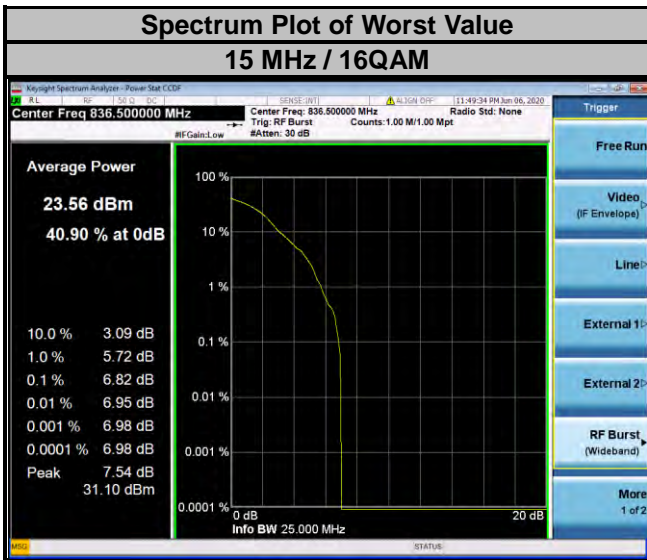 Spectrum Plot of Worst Value
15 MHz / 16QAM
Keysight Spectrum Analyzer - Power Stat CCDF
RL RF 50 Ω DC SENSE:INT ALIGN OFF 11:49:34 PM Jun 06, 2020
Center Freq 836.500000 MHz
Center Freq: 836.500000 MHz Radio Std: None
Trig: RF Burst Counts:1.00 M/1.00 Mpt
#IFGain:Low #Atten: 30 dB
Average Power
23.56 dBm
40.90 % at 0dB
10.0 % 3.09 dB
1.0 % 5.72 dB
0.1 % 6.82 dB
0.01 % 6.95 dB
0.001 % 6.98 dB
0.0001 % 6.98 dB
Peak 7.54 dB
31.10 dBm
100 %
10 %
1 %
0.1 %
0.01 %
0.001 %
0.0001 %
0 dB 20 dB
Info BW 25.000 MHz
Trigger
Free Run
Video
(IF Envelope)
Line
External 1
External 2
RF Burst
(Wideband)
More
1 of 2
MSG STATUS